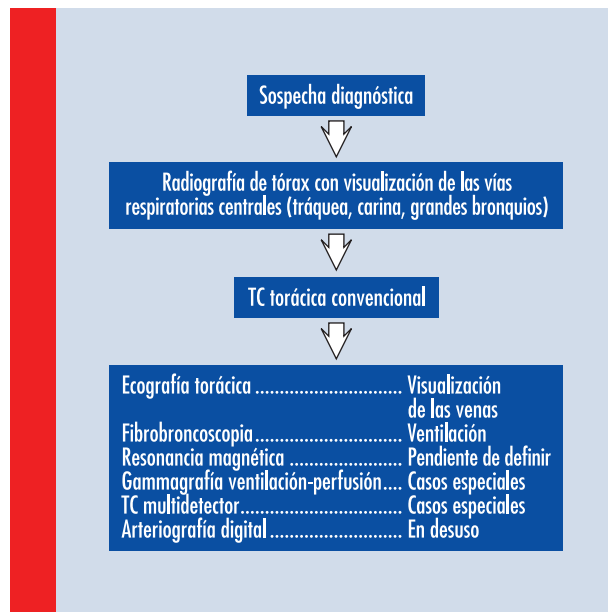 Sospecha diagnóstica
Radiografía de tórax con visualización de las vías
respiratorias centrales (tráquea, carina, grandes bronquios)
TC torácica convencional
Ecografía torácica ................................ Visualización
de las venas
Fibrobroncoscopia................................ Ventilación
Resonancia magnética ........................ Pendiente de definir
Gammagrafía ventilación-perfusión.... Casos especiales
TC multidetector................................... Casos especiales
Arteriografía digital ............................. En desuso